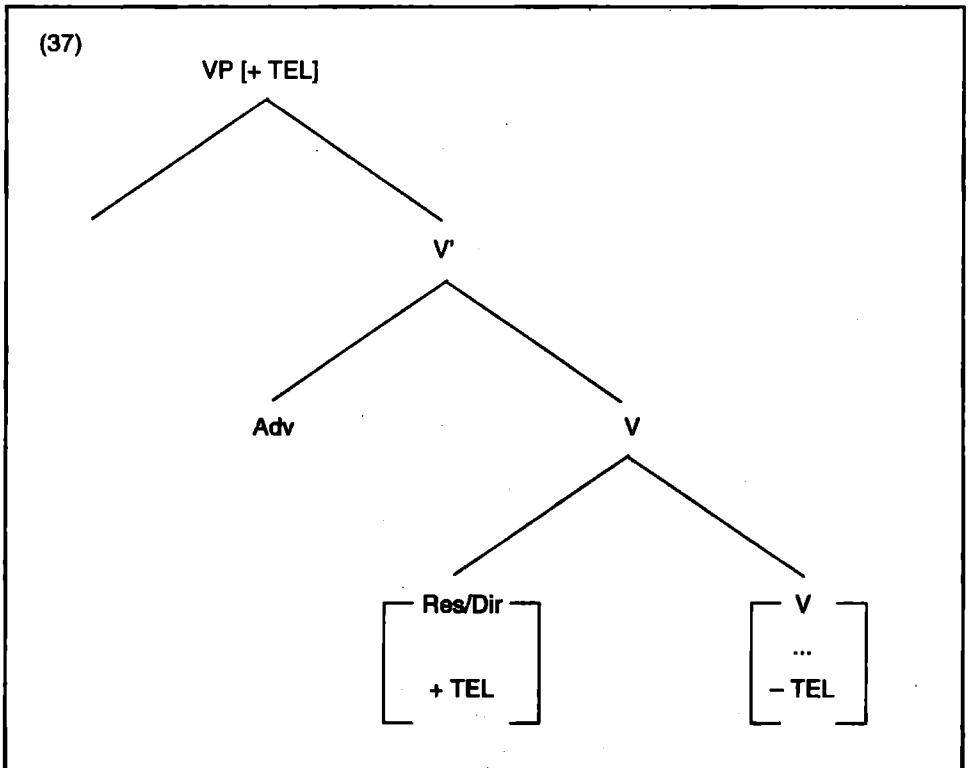 (37)
VP [+ TEL]
V'
Adv
V
Res/Dir
V
...
+ TEL
– TEL